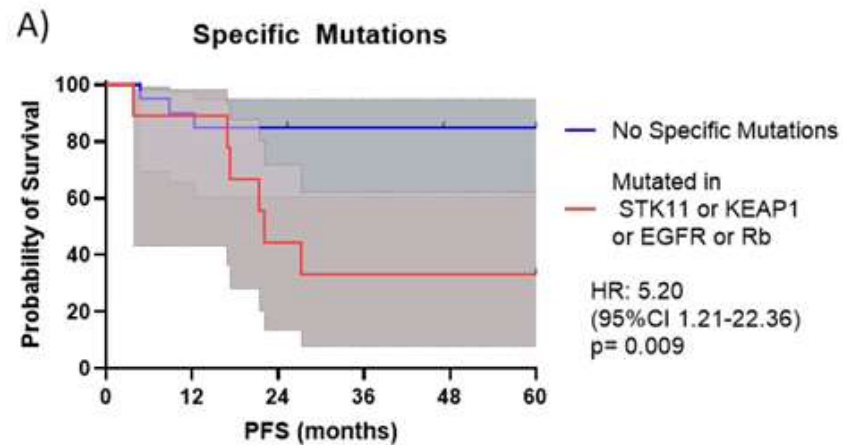 A)
Specific Mutations
Probability of Survival
100
80
60
40
20
0
0 12 24 36 48 60
PFS (months)
No Specific Mutations
Mutated in
STK11 or KEAP1
or EGFR or Rb
HR: 5.20
(95%CI 1.21-22.36)
p= 0.009